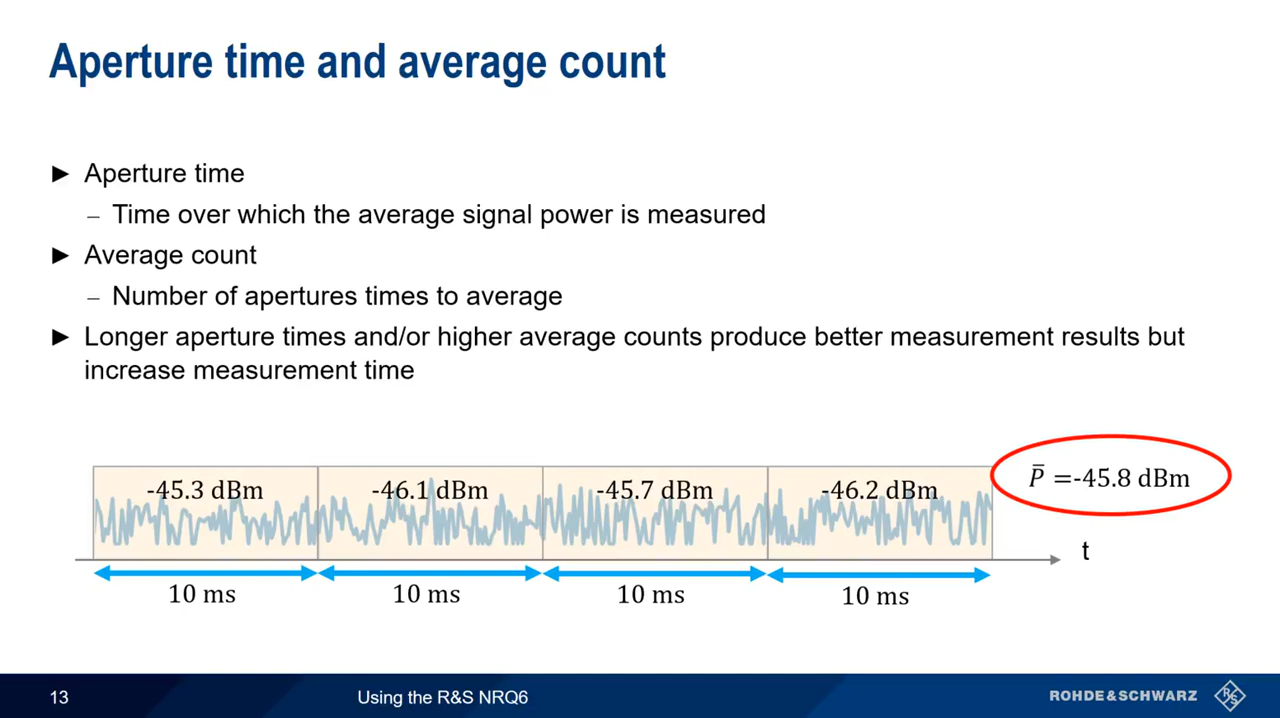 Aperture time and average count
► Aperture time
– Time over which the average signal power is measured
► Average count
– Number of apertures times to average
► Longer aperture times and/or higher average counts produce better measurement results but
increase measurement time
-45.3 dBm
-46.1 dBm
-45.7 dBm
-46.2 dBm
P̄ =-45.8 dBm
t
10 ms
10 ms
10 ms
10 ms
13
Using the R&S NRQ6
ROHDE&SCHWARZ
R&S